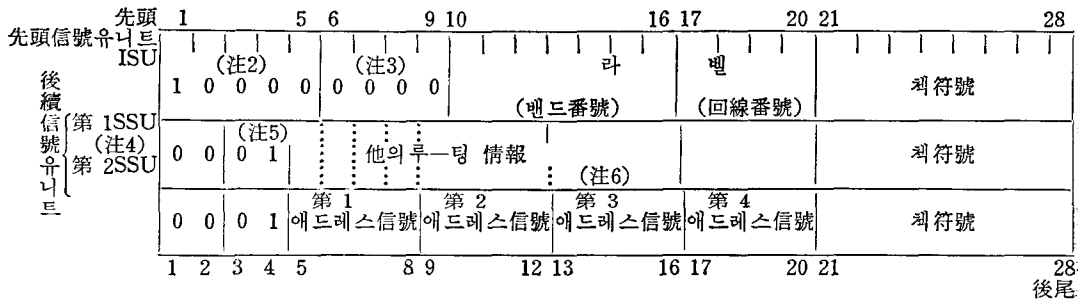 先頭 1 5 6 9 10 16 17 20 21 28
先頭信號유니트
ISU
(注2) (注3) 라 벨
1 0 0 0 0 0 0 0 0 (밴드番號) (回線番號) 책符號
後續信號유니트
(注4)
第 1SSU
第 2SSU
(注5)
0 0 0 1 他의루—팅 情報 책符號
(注6)
第 1 第 2 第 3 第 4
0 0 0 1 애드레스信號 애드레스信號 애드레스信號 애드레스信號 책符號
1 2 3 4 5 8 9 12 13 16 17 20 21 28
後尾